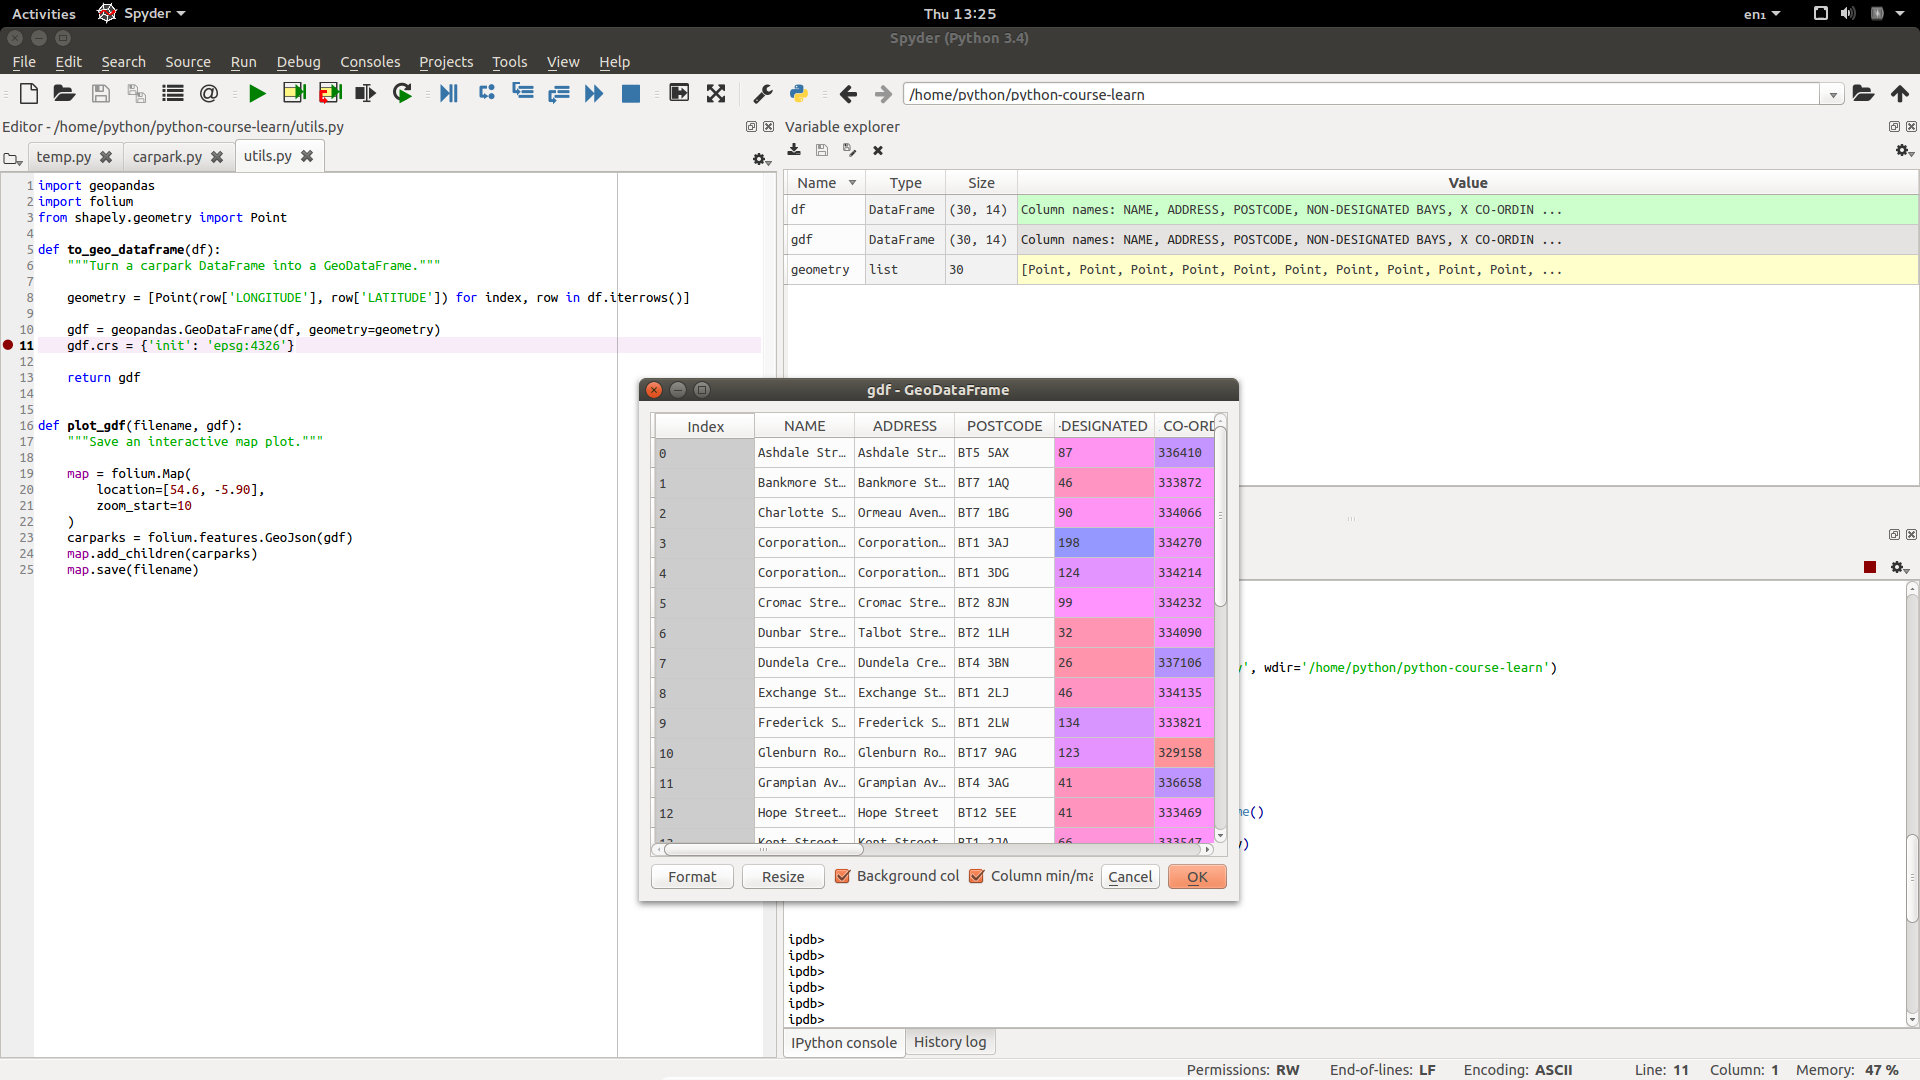 Activities Spyder Thu 13:25 en₁
Spyder (Python 3.4)
File Edit Search Source Run Debug Consoles Projects Tools View Help
/home/python/python-course-learn
Editor - /home/python/python-course-learn/utils.py
temp.py carpark.py utils.py
1 import geopandas
2 import folium
3 from shapely.geometry import Point
4
5 def to_geo_dataframe(df):
6 """Turn a carpark DataFrame into a GeoDataFrame."""
7
8 geometry = [Point(row['LONGITUDE'], row['LATITUDE']) for index, row in df.iterrows()]
9
10 gdf = geopandas.GeoDataFrame(df, geometry=geometry)
11 gdf.crs = {'init': 'epsg:4326'}
12
13 return gdf
14
15
16 def plot_gdf(filename, gdf):
17 """Save an interactive map plot."""
18
19 map = folium.Map(
20 location=[54.6, -5.90],
21 zoom_start=10
22 )
23 carparks = folium.features.GeoJson(gdf)
24 map.add_children(carparks)
25 map.save(filename)
Variable explorer
Name Type Size Value
df DataFrame (30, 14) Column names: NAME, ADDRESS, POSTCODE, NON-DESIGNATED BAYS, X CO-ORDIN ...
gdf DataFrame (30, 14) Column names: NAME, ADDRESS, POSTCODE, NON-DESIGNATED BAYS, X CO-ORDIN ...
geometry list 30 [Point, Point, Point, Point, Point, Point, Point, Point, Point, Point, ...
gdf - GeoDataFrame
Index NAME ADDRESS POSTCODE -DESIGNATED CO-ORD
0 Ashdale Str... Ashdale Str... BT5 5AX 87 336410
1 Bankmore St... Bankmore St... BT7 1AQ 46 333872
2 Charlotte S... Ormeau Aven... BT7 1BG 90 334066
3 Corporation... Corporation... BT1 3AJ 198 334270
4 Corporation... Corporation... BT1 3DG 124 334214
5 Cromac Stre... Cromac Stre... BT2 8JN 99 334232
6 Dunbar Stre... Talbot Stre... BT2 1LH 32 334090
7 Dundela Cre... Dundela Cre... BT4 3BN 26 337106
8 Exchange St... Exchange St... BT1 2LJ 46 334135
9 Frederick S... Frederick S... BT1 2LW 134 333821
10 Glenburn Ro... Glenburn Ro... BT17 9AG 123 329158
11 Grampian Av... Grampian Av... BT4 3AG 41 336658
12 Hope Street... Hope Street BT12 5EE 41 333469
13 Kent Street... Kent Street BT1 2JA 66 333547
Format Resize Background col Column min/ma Cancel OK
', wdir='/home/python/python-course-learn')
me()
y)
ipdb>
ipdb>
ipdb>
ipdb>
ipdb>
ipdb>
IPython console History log
Permissions: RW End-of-lines: LF Encoding: ASCII Line: 11 Column: 1 Memory: 47 %